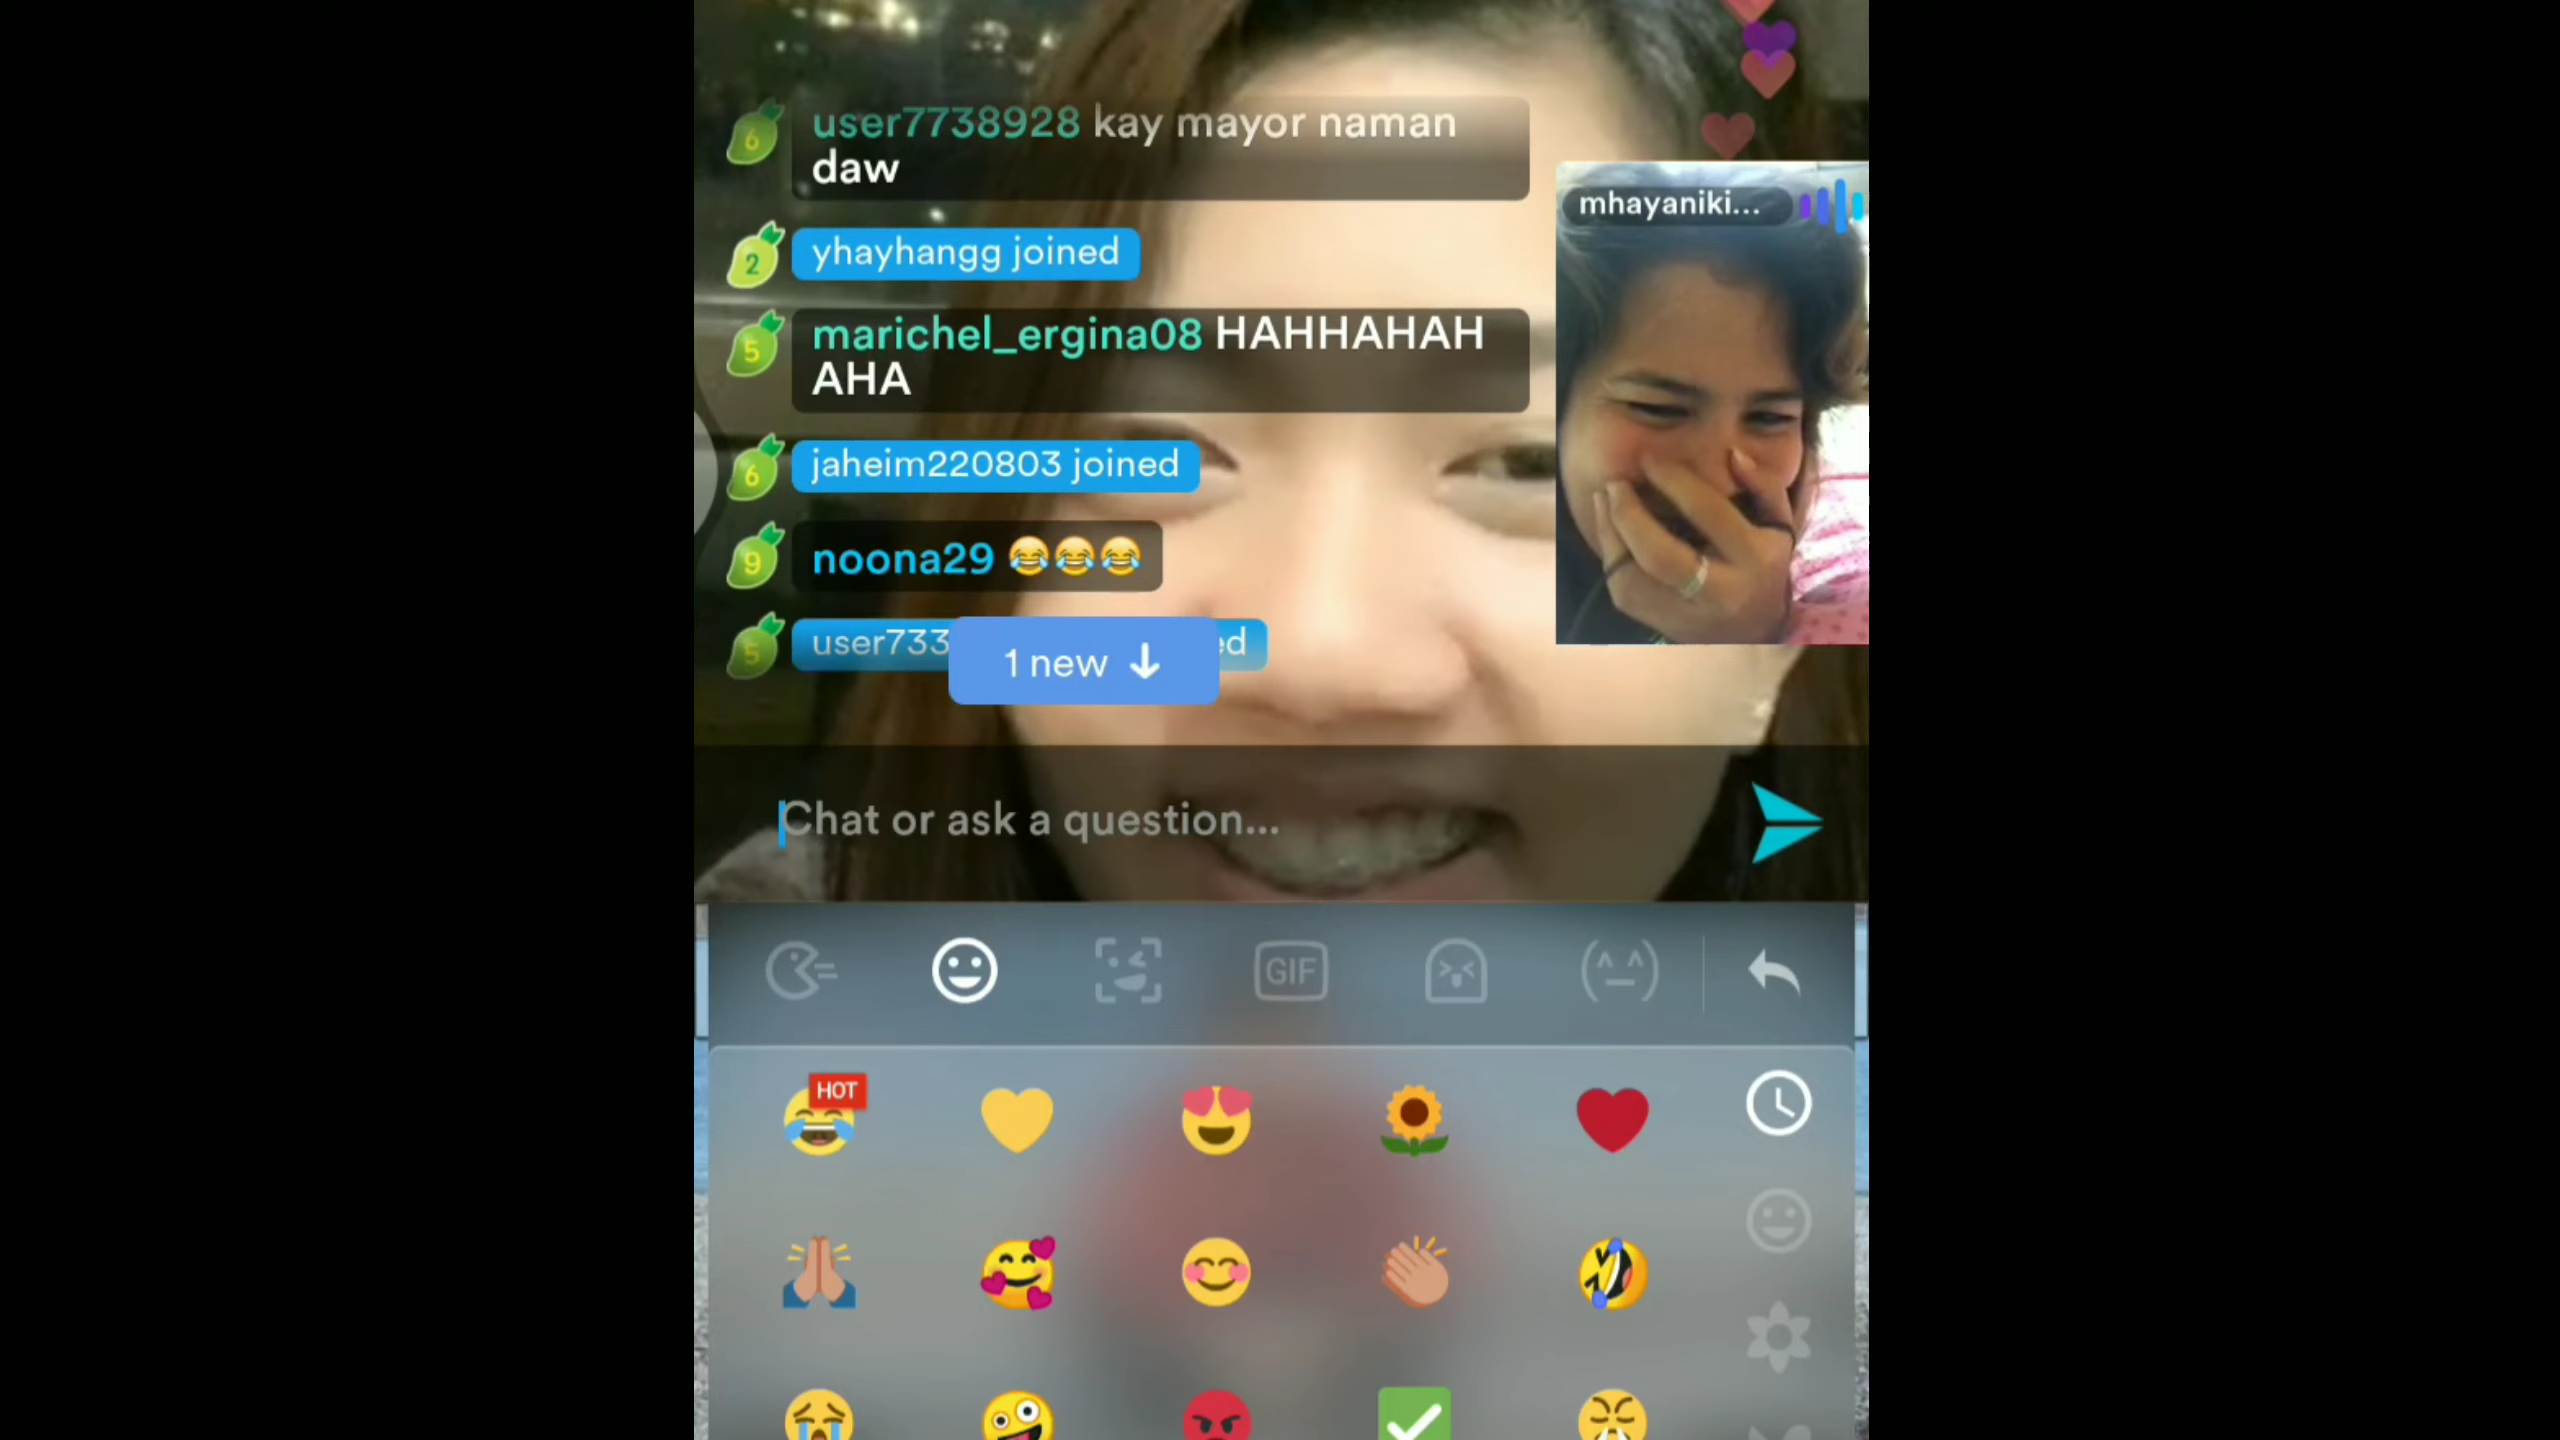 6 user7738928 kay mayor naman
daw
mhayaniki...
2 yhayhangg joined
5 marichel_ergina08 HAHHAHAH
AHA
6 jaheim220803 joined
9 noona29 😂😂😂
5 user733
ed
1 new ↓
Chat or ask a question...
GIF
HOT